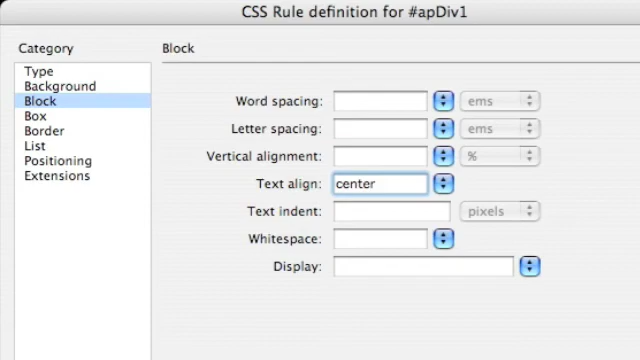 CSS Rule definition for #apDiv1
Category
Block
Type
Background
Block
Box
Border
List
Positioning
Extensions
Word spacing: ems
Letter spacing: ems
Vertical alignment: %
Text align: center
Text indent: pixels
Whitespace:
Display: